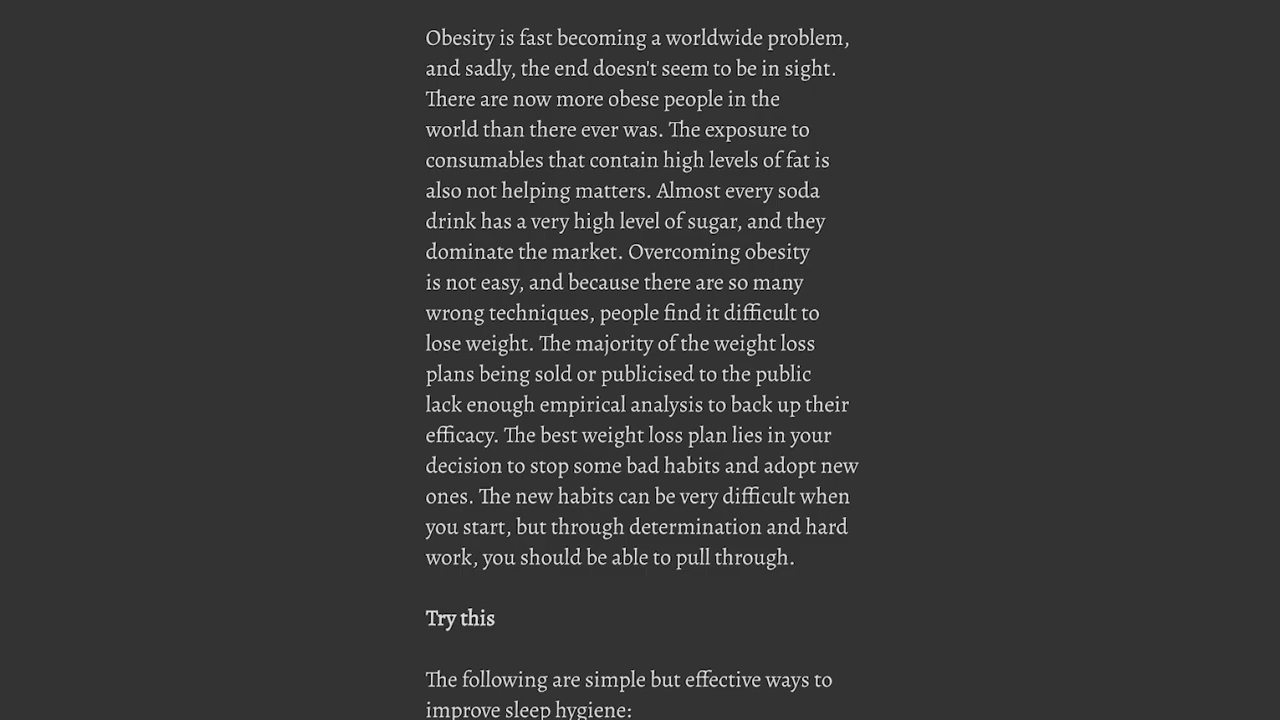 Obesity is fast becoming a worldwide problem,
and sadly, the end doesn't seem to be in sight.
There are now more obese people in the
world than there ever was. The exposure to
consumables that contain high levels of fat is
also not helping matters. Almost every soda
drink has a very high level of sugar, and they
dominate the market. Overcoming obesity
is not easy, and because there are so many
wrong techniques, people find it difficult to
lose weight. The majority of the weight loss
plans being sold or publicised to the public
lack enough empirical analysis to back up their
efficacy. The best weight loss plan lies in your
decision to stop some bad habits and adopt new
ones. The new habits can be very difficult when
you start, but through determination and hard
work, you should be able to pull through.
Try this
The following are simple but effective ways to
improve sleep hygiene: